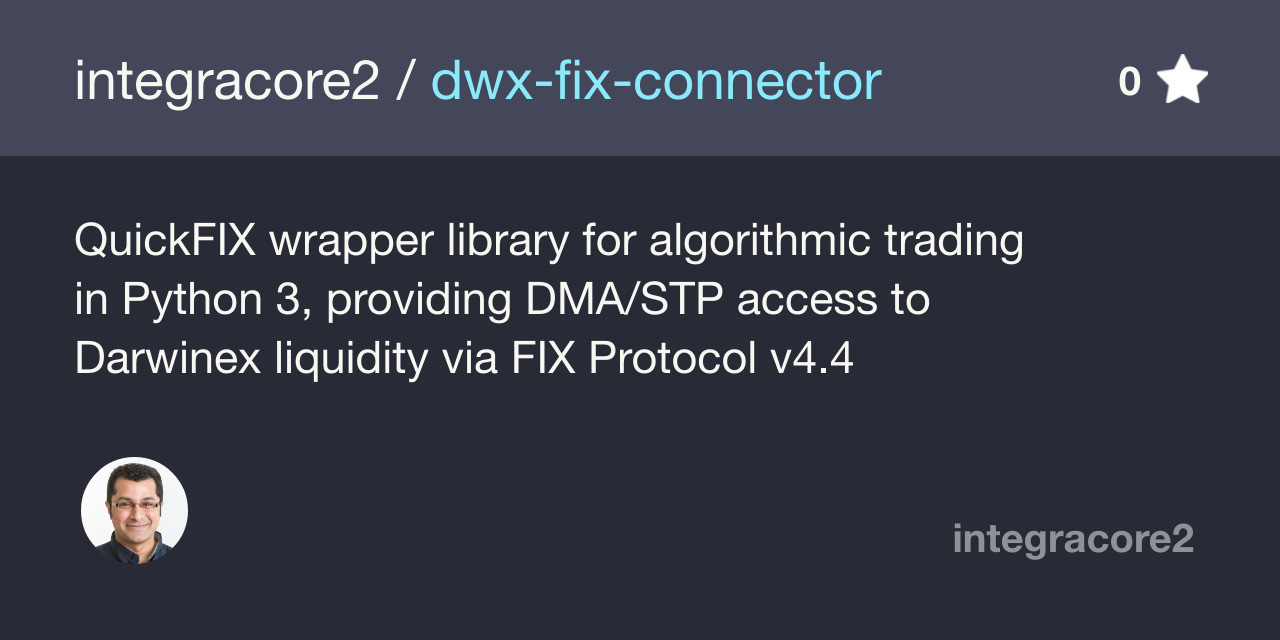 integracore2 / dwx-fix-connector 0
QuickFIX wrapper library for algorithmic trading
in Python 3, providing DMA/STP access to
Darwinex liquidity via FIX Protocol v4.4
integracore2